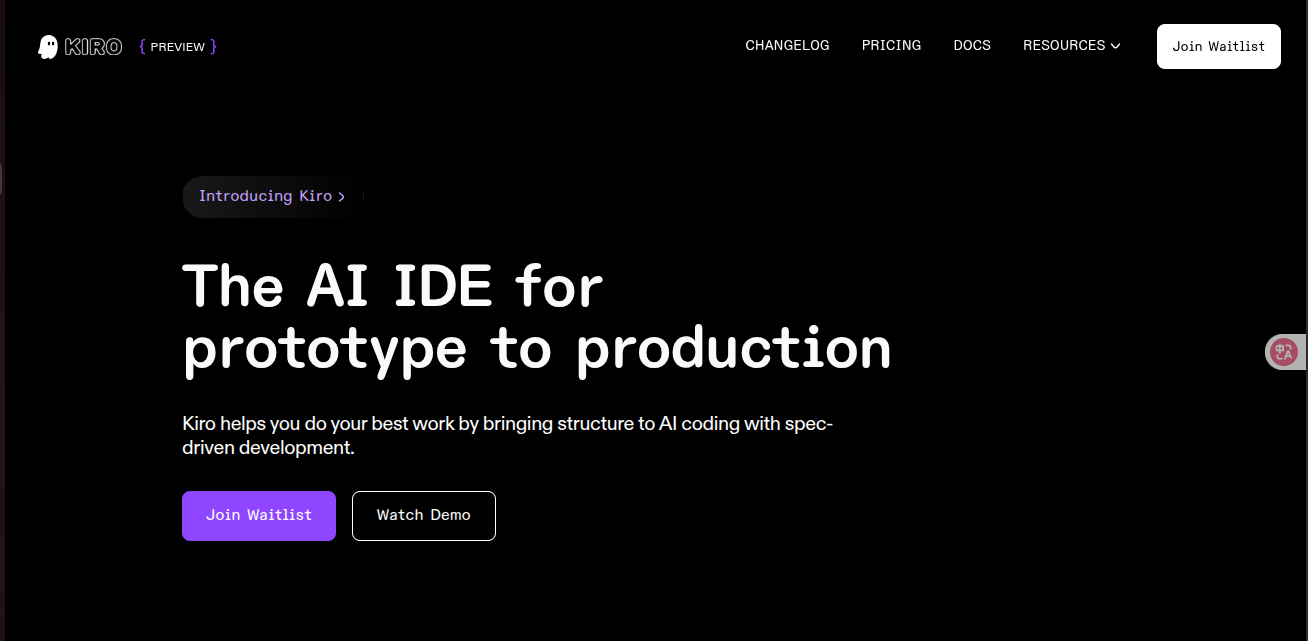 KIRO { PREVIEW } CHANGELOG PRICING DOCS RESOURCES Join Waitlist
Introducing Kiro >
The AI IDE for
prototype to production
中A
Kiro helps you do your best work by bringing structure to AI coding with spec-
driven development.
Join Waitlist Watch Demo